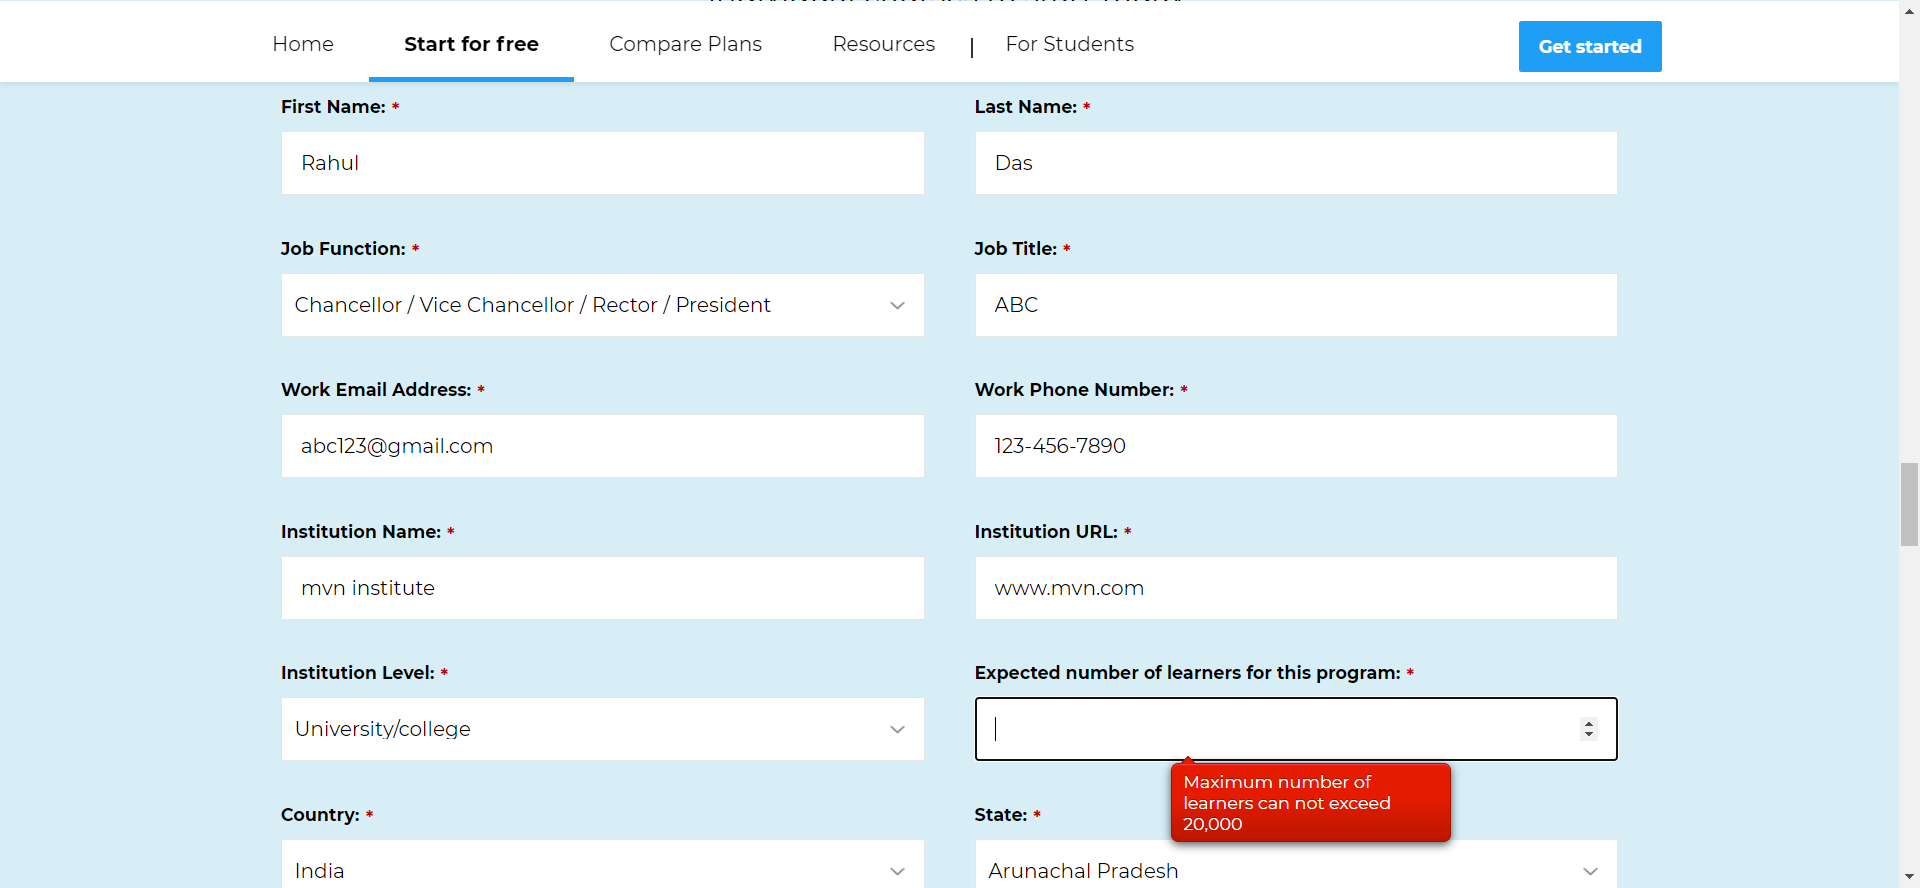 Home
Start for free
Compare Plans
Resources
|
For Students
Get started
First Name: *
Last Name: *
Rahul
Das
Job Function: *
Job Title: *
Chancellor / Vice Chancellor / Rector / President
ABC
Work Email Address: *
Work Phone Number: *
abc123@gmail.com
123-456-7890
Institution Name: *
Institution URL: *
mvn institute
www.mvn.com
Institution Level: *
Expected number of learners for this program: *
University/college
Maximum number of
learners can not exceed
20,000
Country: *
State: *
India
Arunachal Pradesh